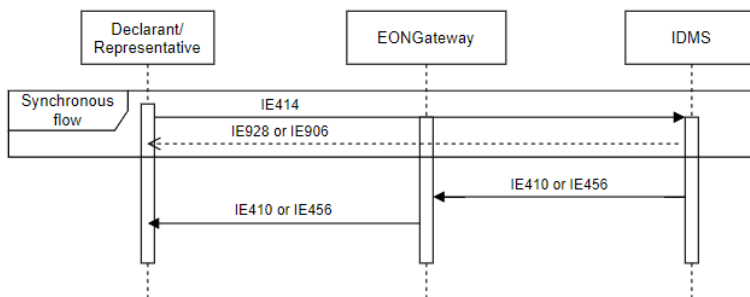 Declarant/
Representative
EONGateway
IDMS
Synchronous
flow
IE414
IE928 or IE906
IE410 or IE456
IE410 or IE456